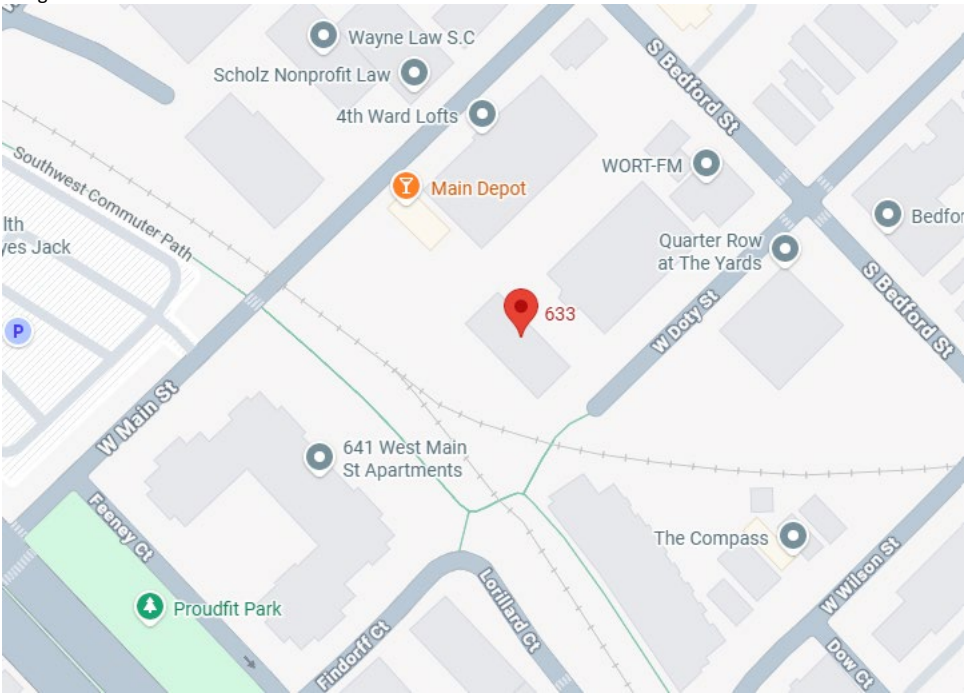 Wayne Law S.C
Scholz Nonprofit Law
4th Ward Lofts
S Bedford St
Main Depot
WORT-FM
Southwest Commuter Path
lth
yes Jack
Quarter Row
at The Yards
Bedfor
S Bedford St
P
633
W Doty St
W Main St
641 West Main
St Apartments
Feeney Ct
The Compass
Proudfit Park
Lorillard Ct
Findorff Ct
W Wilson St
Dow Ct